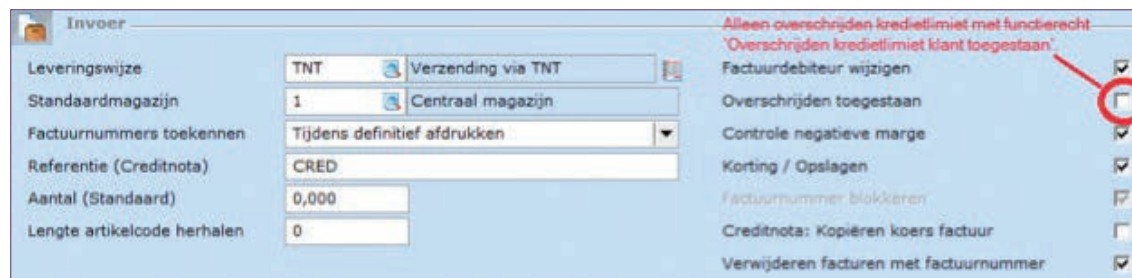 Invoer
Alleen overschrijden kredietlimiet met functierecht
'Overschrijden kredietlimiet klant toegestaan'.
Leveringswijze TNT Verzending via TNT
Standaardmagazijn 1 Centraal magazijn
Factuurnummers toekennen Tijdens definitief afdrukken
Referentie (Creditnota) CRED
Aantal (Standaard) 0,000
Lengte artikelcode herhalen 0
Factuurdebiteur wijzigen
Overschrijden toegestaan
Controle negatieve marge
Korting / Opslagen
Factuurnummer blokkeren
Creditnota: Kopiëren koers factuur
Verwijderen facturen met factuurnummer